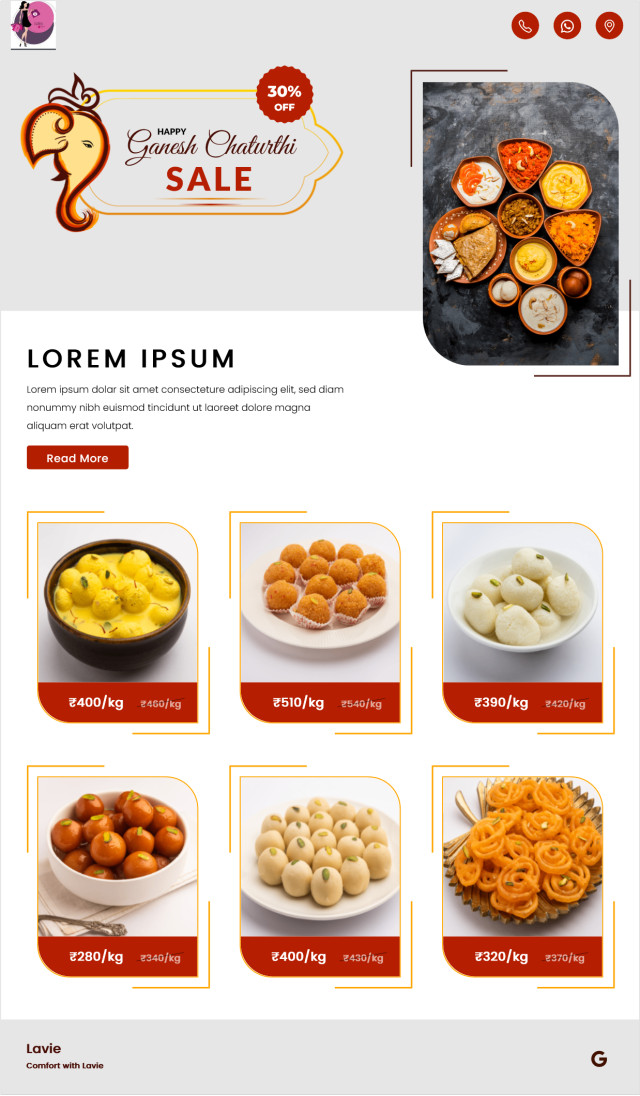 30%
OFF
HAPPY
Ganesh Chaturthi
SALE
LOREM IPSUM
Lorem ipsum dolar sit amet consecteture adipiscing elit, sed diam
nonummy nibh euismod tincidunt ut laoreet dolore magna
aliquam erat volutpat.
Read More
₹400/kg ₹460/kg
₹510/kg ₹540/kg
₹390/kg ₹420/kg
₹280/kg ₹340/kg
₹400/kg ₹430/kg
₹320/kg ₹370/kg
Lavie
Comfort with Lavie
G